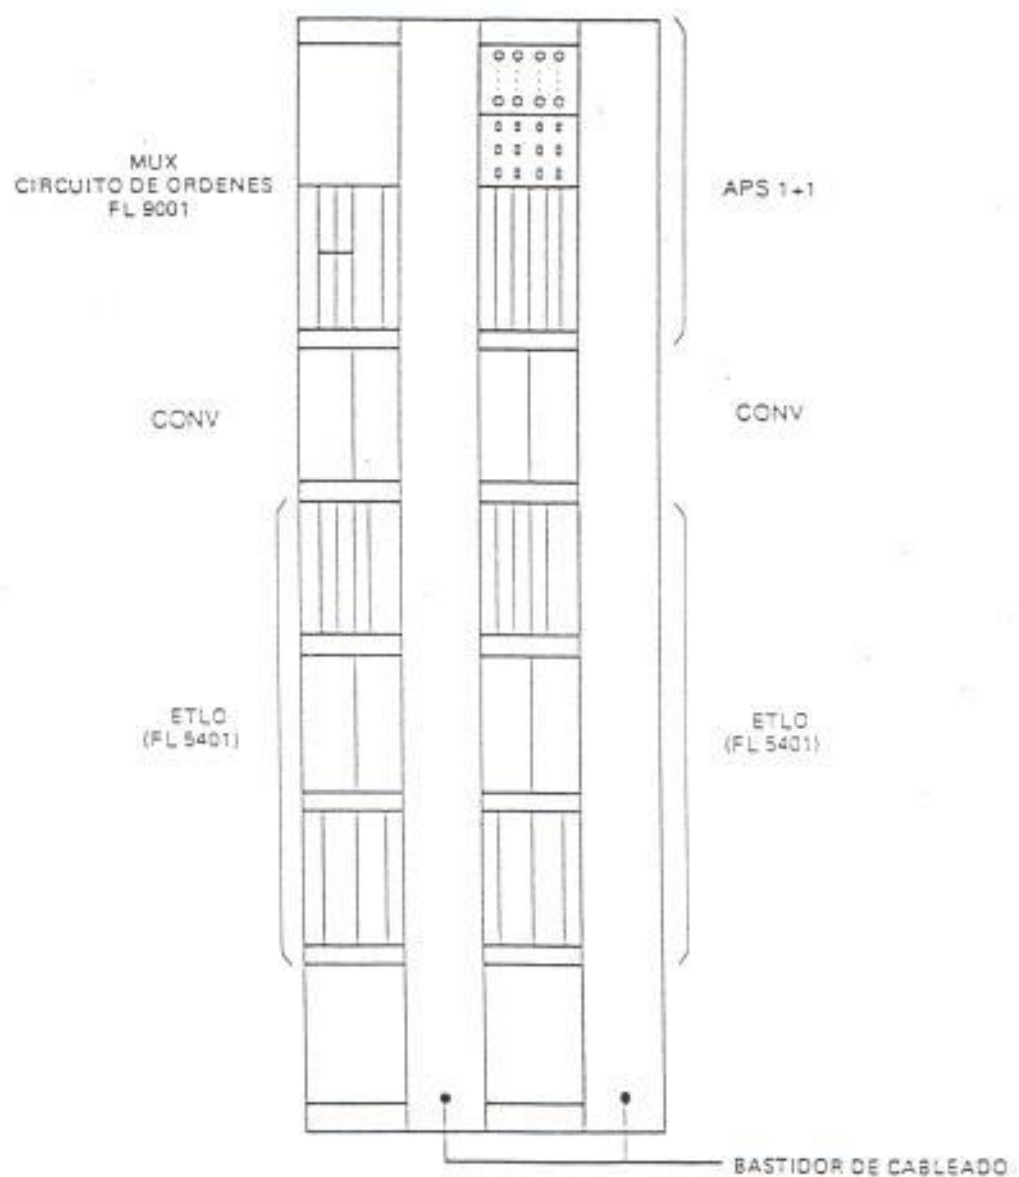 MUX
CIRCUITO DE ORDENES
FL 9001
APS 1+1
CONV
CONV
ETLO
(FL 5401)
ETLO
(FL 5401)
BASTIDOR DE CABLEADO